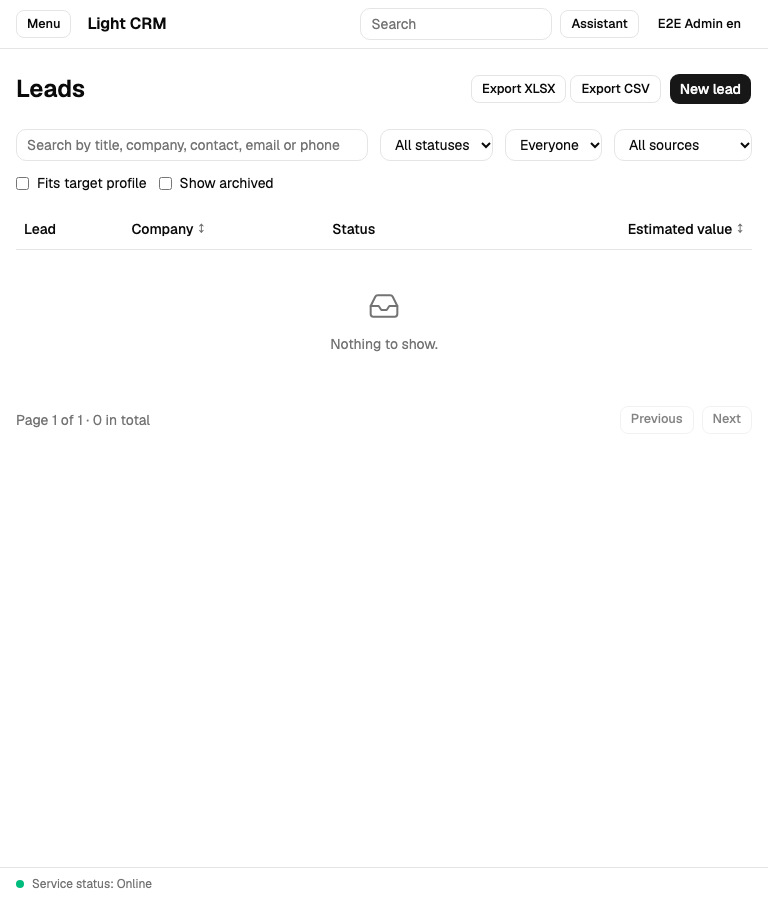 Menu Light CRM Search Assistant E2E Admin en
Leads Export XLSX Export CSV New lead
Search by title, company, contact, email or phone All statuses Everyone All sources
Fits target profile Show archived
Lead Company ↕ Status Estimated value ↕
Nothing to show.
Page 1 of 1 · 0 in total Previous Next
Service status: Online